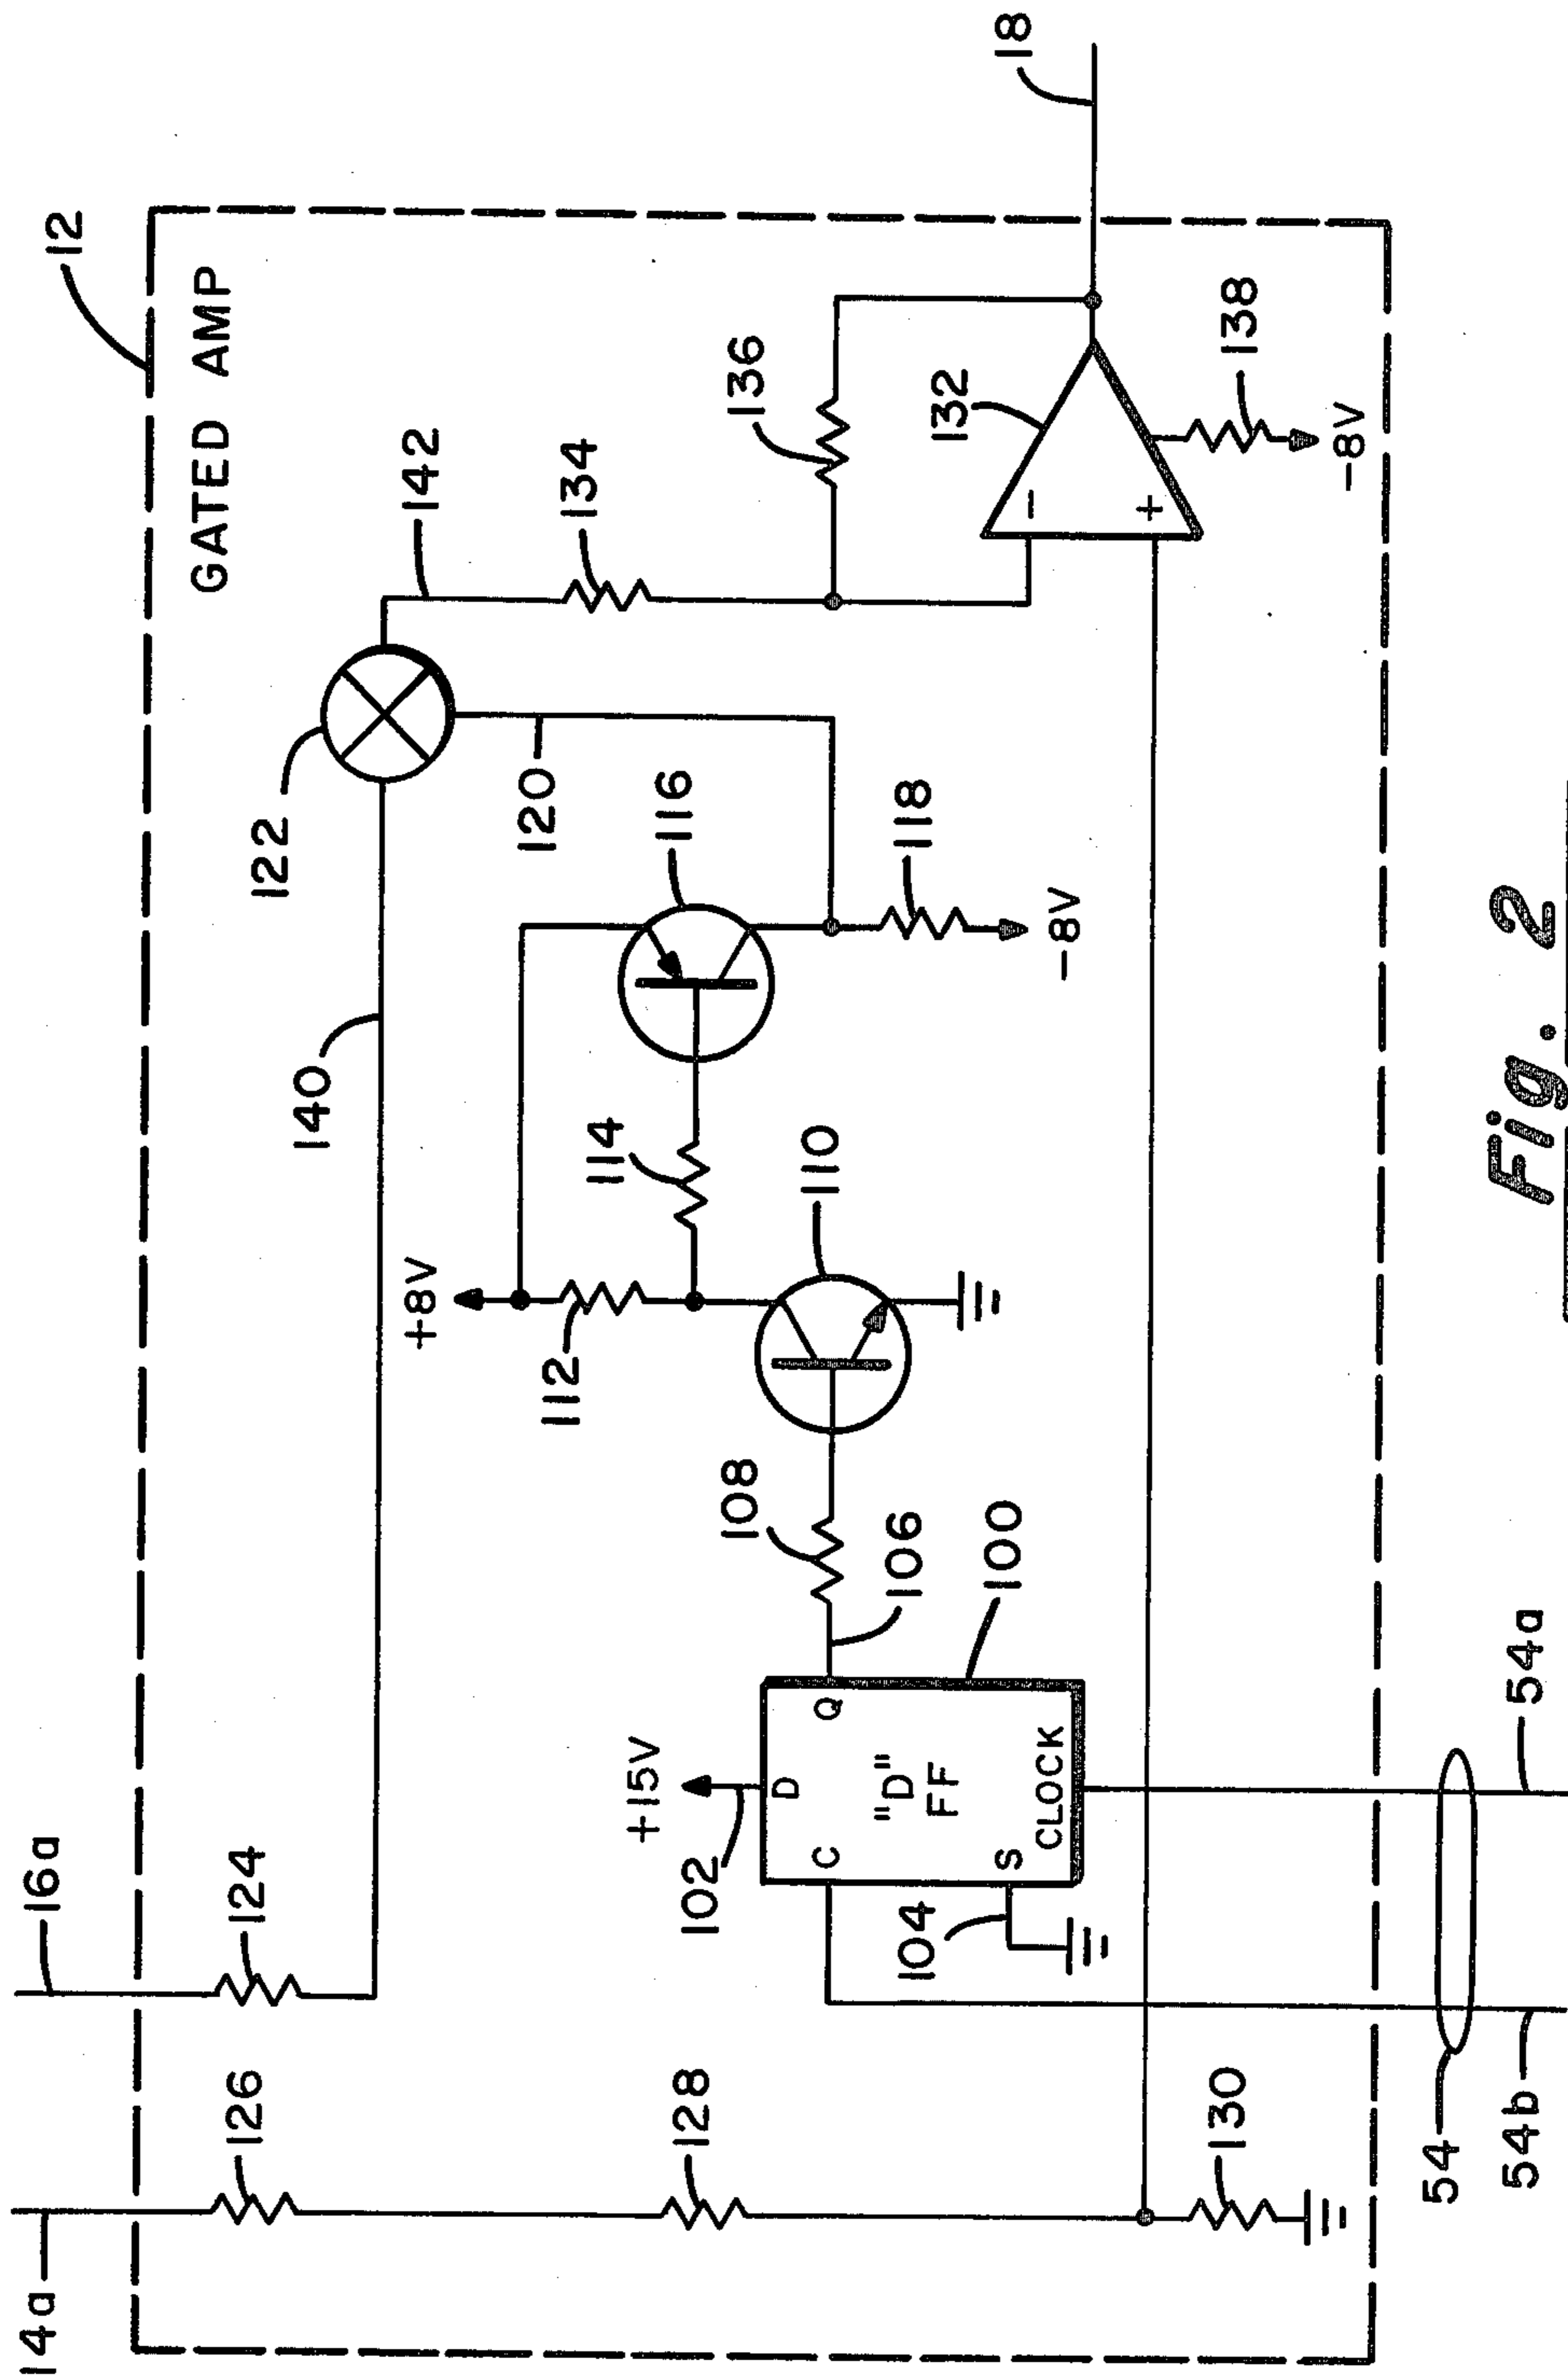 12
GATED AMP
14a
16a
18
126
124
140
122
142
134
136
132
-
+
138
-8V
120
116
118
-8V
114
+8V
112
110
108
106
100
+15V
102
D
C
Q
"D"
FF
S
CLOCK
104
128
130
54
54b
54a
Fig. 2